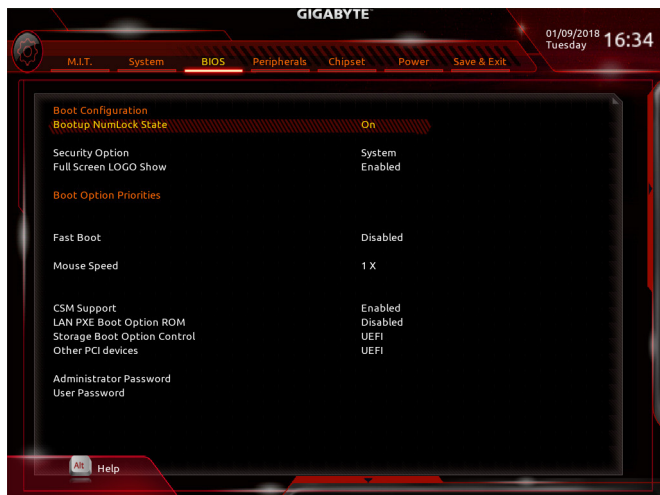 GIGABYTE™
01/09/2018 16:34
Tuesday
M.I.T. System BIOS Peripherals Chipset Power Save & Exit
Boot Configuration
Bootup NumLock State On
Security Option System
Full Screen LOGO Show Enabled
Boot Option Priorities
Fast Boot Disabled
Mouse Speed 1 X
CSM Support Enabled
LAN PXE Boot Option ROM Disabled
Storage Boot Option Control UEFI
Other PCI devices UEFI
Administrator Password
User Password
Alt Help